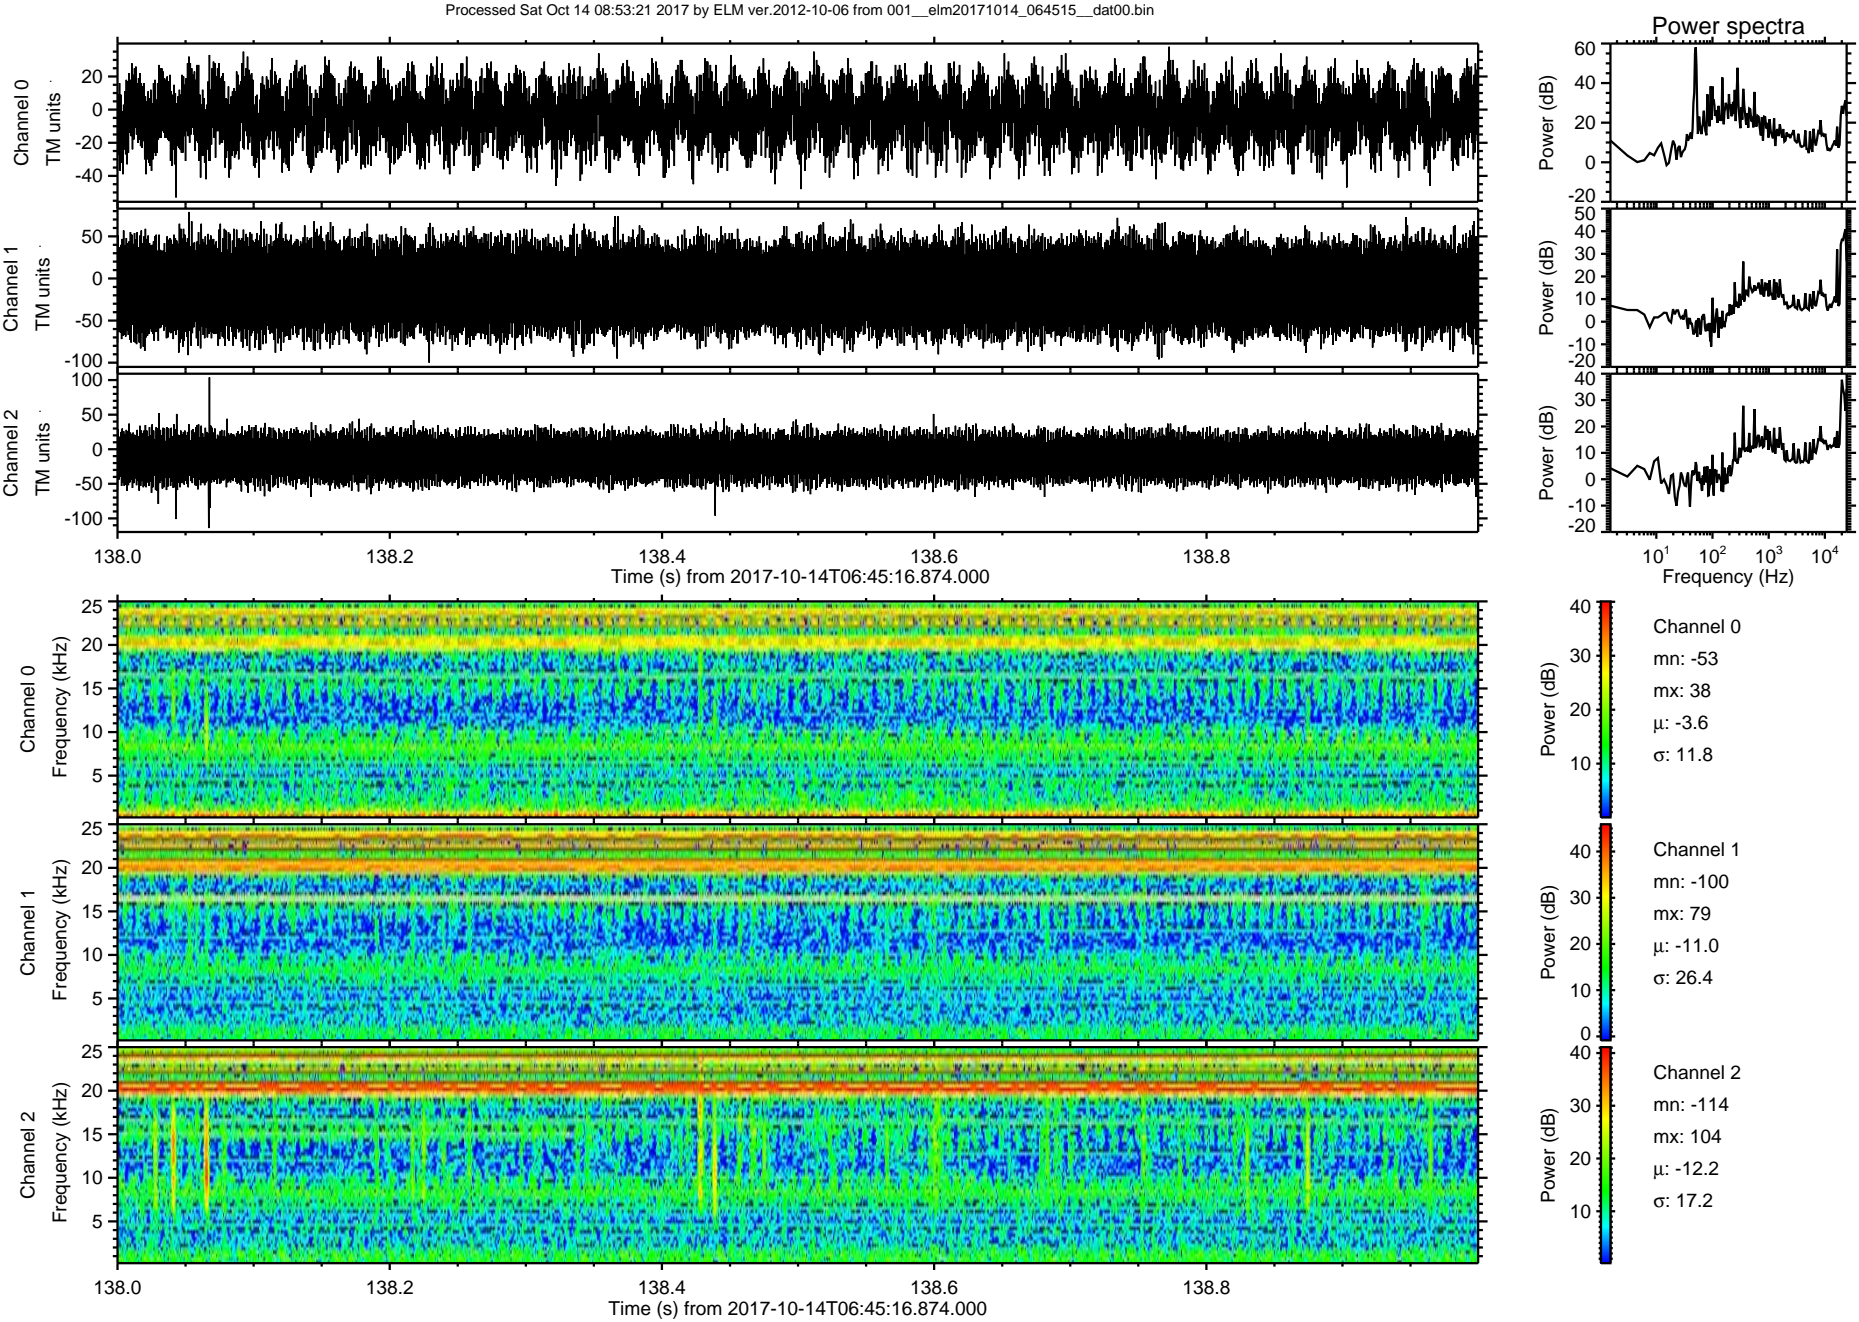 Processed Sat Oct 14 08:53:21 2017 by ELM ver.2012-10-06 from 001__elm20171014_064515__dat00.bin
Power spectra
Channel 0
TM units
20
0
-20
-40
Power (dB)
60
40
20
0
-20
Channel 1
TM units
50
0
-50
-100
Power (dB)
50
40
30
20
10
0
-10
-20
Channel 2
TM units
100
50
0
-50
-100
Power (dB)
40
30
20
10
0
-10
-20
138.0 138.2 138.4 138.6 138.8
Time (s) from 2017-10-14T06:45:16.874.000
10¹ 10² 10³ 10⁴
Frequency (Hz)
Channel 0
Frequency (kHz)
25
20
15
10
5
Power (dB)
40
30
20
10
Channel 0
mn: -53
mx: 38
μ: -3.6
σ: 11.8
Channel 1
Frequency (kHz)
25
20
15
10
5
Power (dB)
40
30
20
10
0
Channel 1
mn: -100
mx: 79
μ: -11.0
σ: 26.4
Channel 2
Frequency (kHz)
25
20
15
10
5
Power (dB)
40
30
20
10
Channel 2
mn: -114
mx: 104
μ: -12.2
σ: 17.2
138.0 138.2 138.4 138.6 138.8
Time (s) from 2017-10-14T06:45:16.874.000